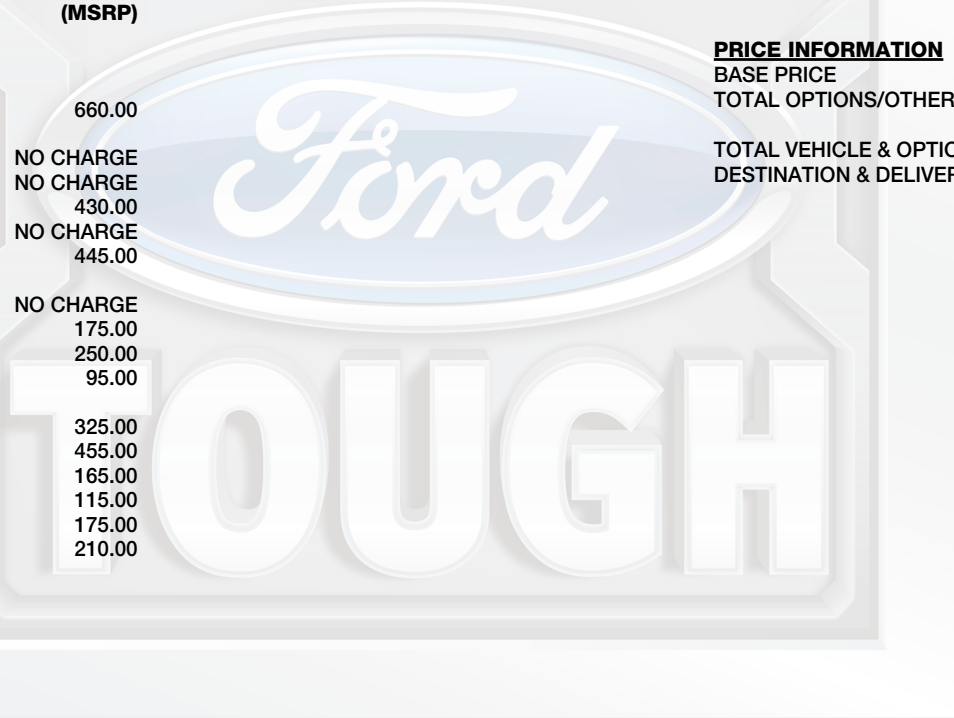 (MSRP)
660.00
NO CHARGE
NO CHARGE
430.00
NO CHARGE
445.00
NO CHARGE
175.00
250.00
95.00
325.00
455.00
165.00
115.00
175.00
210.00
PRICE INFORMATION
BASE PRICE
TOTAL OPTIONS/OTHER
TOTAL VEHICLE & OPTIO
DESTINATION & DELIVER
Ford
TOUGH